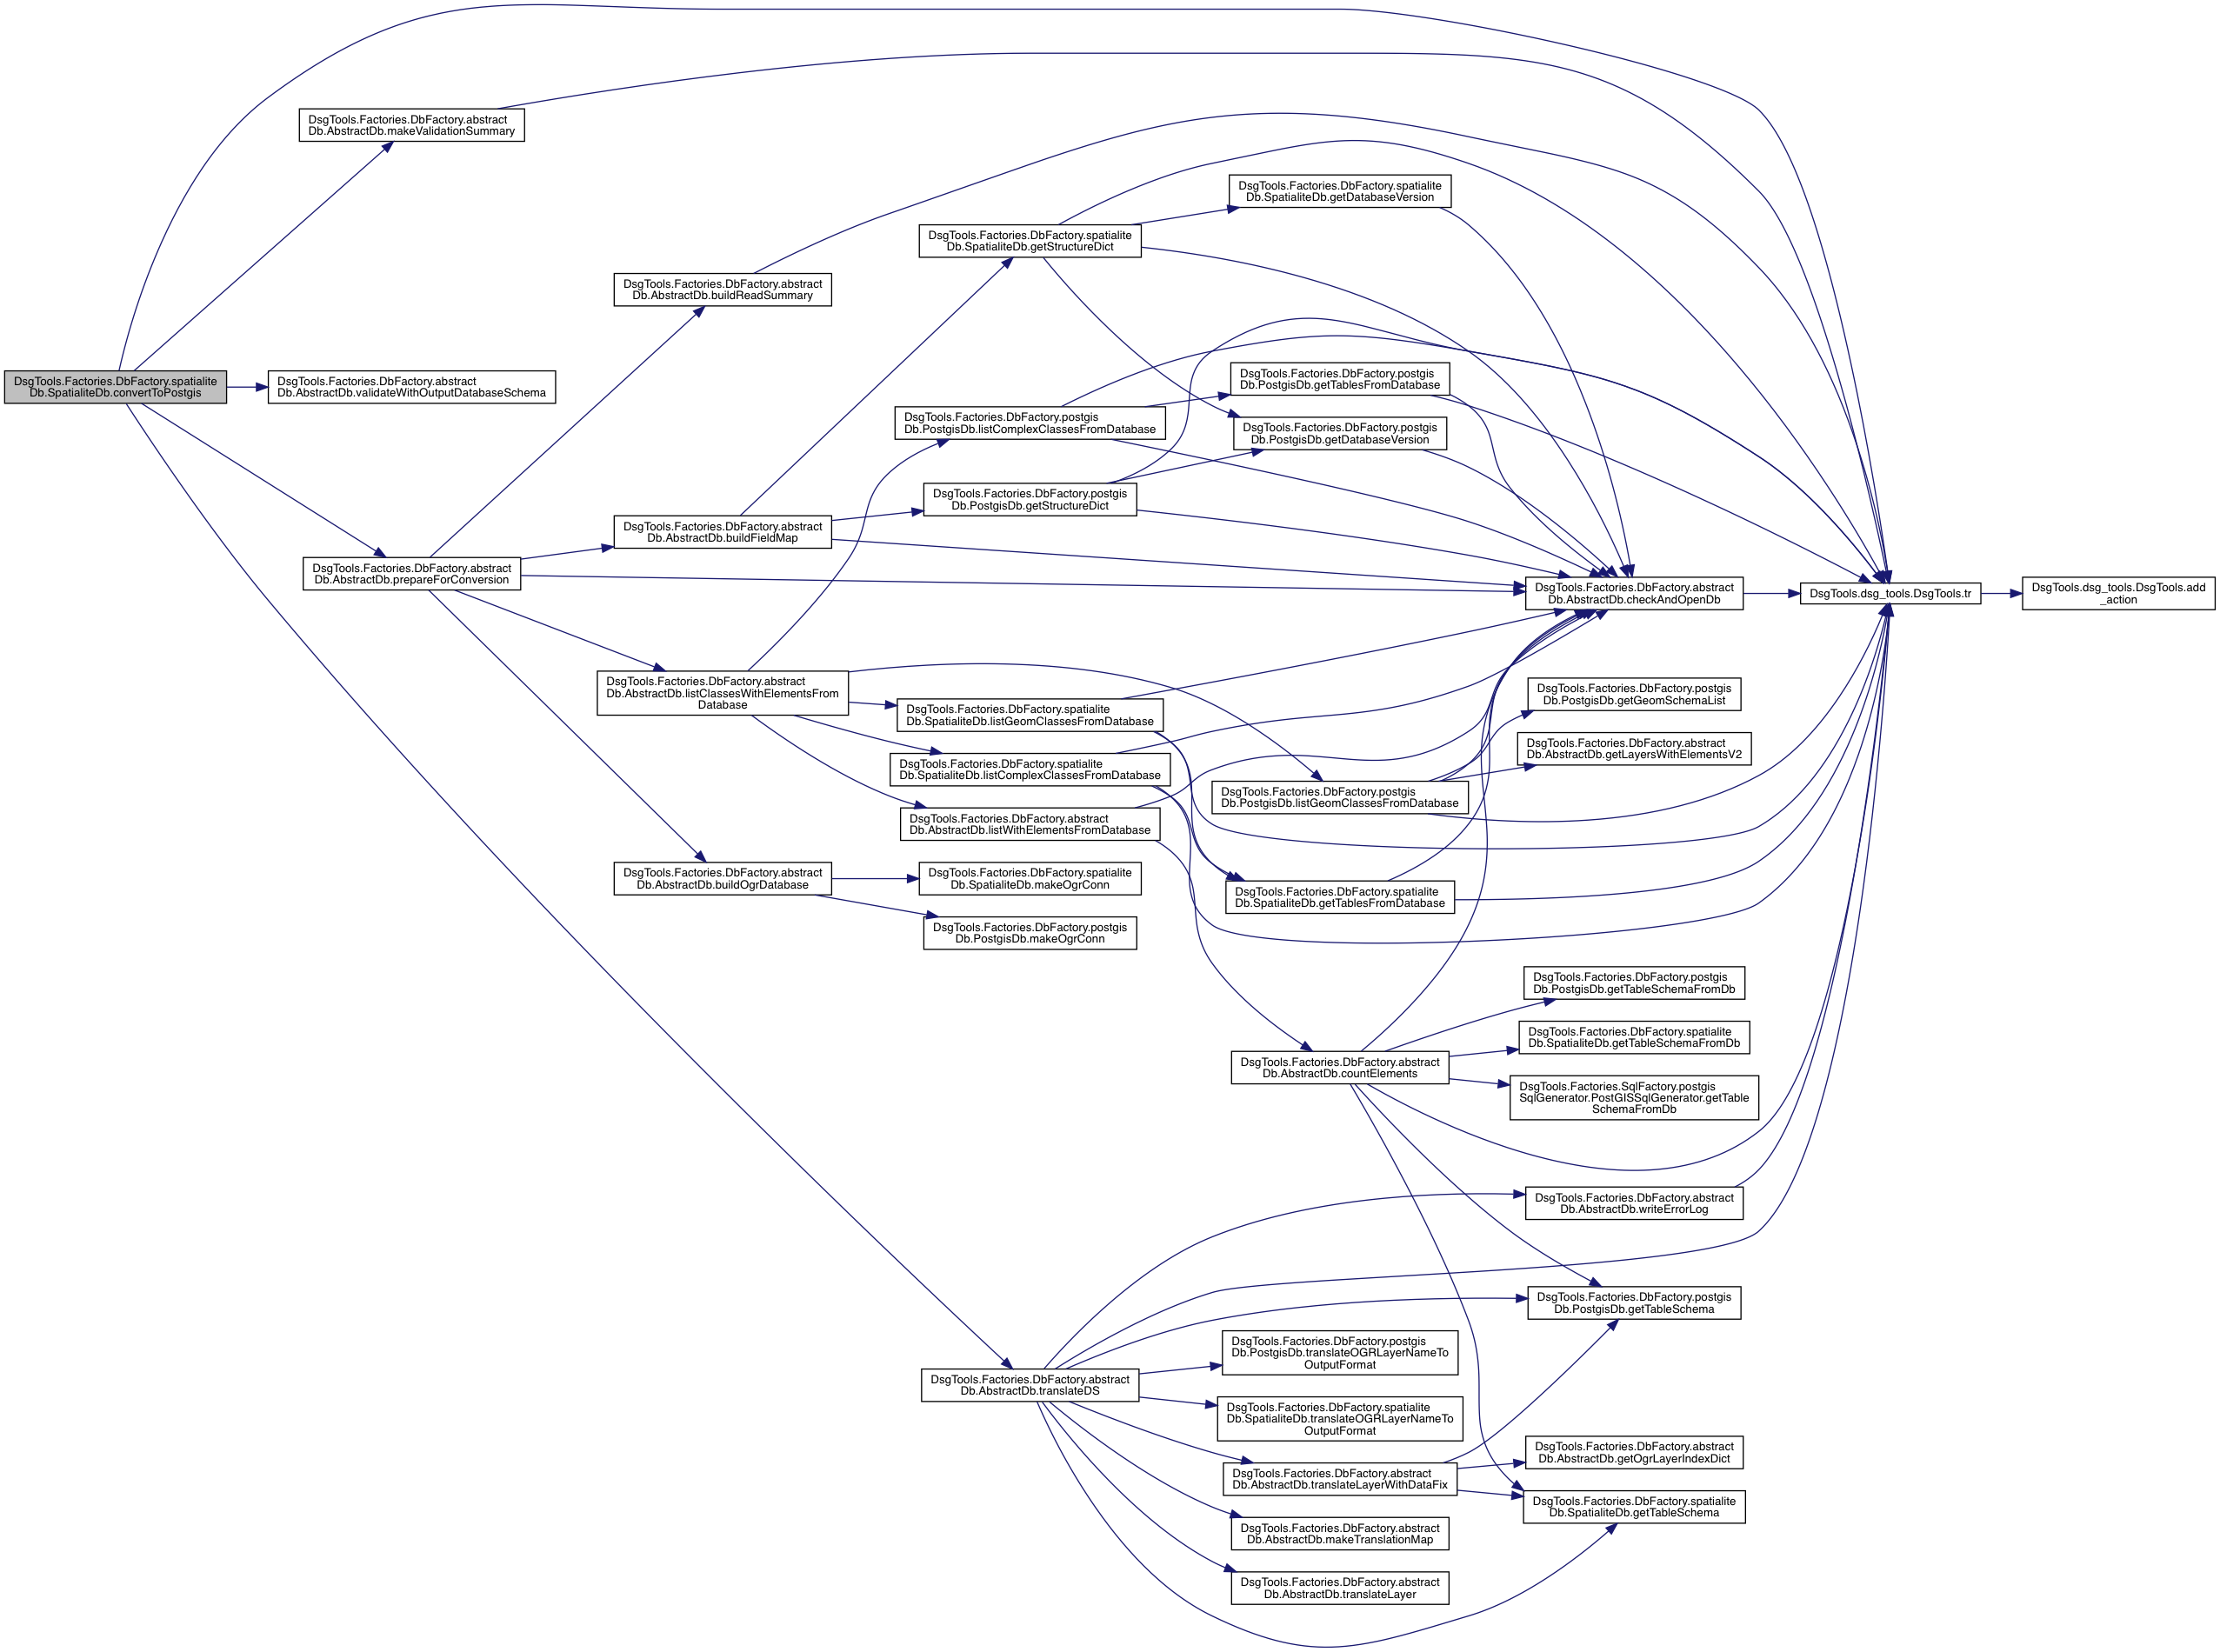 DsgTools.Factories.DbFactory.spatialite
Db.SpatialiteDb.convertToPostgis
DsgTools.Factories.DbFactory.abstract
Db.AbstractDb.makeValidationSummary
DsgTools.Factories.DbFactory.abstract
Db.AbstractDb.validateWithOutputDatabaseSchema
DsgTools.Factories.DbFactory.abstract
Db.AbstractDb.prepareForConversion
DsgTools.Factories.DbFactory.abstract
Db.AbstractDb.buildReadSummary
DsgTools.Factories.DbFactory.abstract
Db.AbstractDb.buildFieldMap
DsgTools.Factories.DbFactory.abstract
Db.AbstractDb.listClassesWithElementsFrom
Database
DsgTools.Factories.DbFactory.abstract
Db.AbstractDb.buildOgrDatabase
DsgTools.Factories.DbFactory.spatialite
Db.SpatialiteDb.getStructureDict
DsgTools.Factories.DbFactory.postgis
Db.PostgisDb.listComplexClassesFromDatabase
DsgTools.Factories.DbFactory.postgis
Db.PostgisDb.getStructureDict
DsgTools.Factories.DbFactory.spatialite
Db.SpatialiteDb.listGeomClassesFromDatabase
DsgTools.Factories.DbFactory.spatialite
Db.SpatialiteDb.listComplexClassesFromDatabase
DsgTools.Factories.DbFactory.abstract
Db.AbstractDb.listWithElementsFromDatabase
DsgTools.Factories.DbFactory.spatialite
Db.SpatialiteDb.makeOgrConn
DsgTools.Factories.DbFactory.postgis
Db.PostgisDb.makeOgrConn
DsgTools.Factories.DbFactory.abstract
Db.AbstractDb.translateDS
DsgTools.Factories.DbFactory.spatialite
Db.SpatialiteDb.getDatabaseVersion
DsgTools.Factories.DbFactory.postgis
Db.PostgisDb.getTablesFromDatabase
DsgTools.Factories.DbFactory.postgis
Db.PostgisDb.getDatabaseVersion
DsgTools.Factories.DbFactory.postgis
Db.PostgisDb.listGeomClassesFromDatabase
DsgTools.Factories.DbFactory.spatialite
Db.SpatialiteDb.getTablesFromDatabase
DsgTools.Factories.DbFactory.abstract
Db.AbstractDb.countElements
DsgTools.Factories.DbFactory.postgis
Db.PostgisDb.translateOGRLayerNameTo
OutputFormat
DsgTools.Factories.DbFactory.spatialite
Db.SpatialiteDb.translateOGRLayerNameTo
OutputFormat
DsgTools.Factories.DbFactory.abstract
Db.AbstractDb.translateLayerWithDataFix
DsgTools.Factories.DbFactory.abstract
Db.AbstractDb.makeTranslationMap
DsgTools.Factories.DbFactory.abstract
Db.AbstractDb.translateLayer
DsgTools.Factories.DbFactory.abstract
Db.AbstractDb.checkAndOpenDb
DsgTools.Factories.DbFactory.postgis
Db.PostgisDb.getGeomSchemaList
DsgTools.Factories.DbFactory.abstract
Db.AbstractDb.getLayersWithElementsV2
DsgTools.Factories.DbFactory.postgis
Db.PostgisDb.getTableSchemaFromDb
DsgTools.Factories.DbFactory.spatialite
Db.SpatialiteDb.getTableSchemaFromDb
DsgTools.Factories.SqlFactory.postgis
SqlGenerator.PostGISSqlGenerator.getTable
SchemaFromDb
DsgTools.Factories.DbFactory.abstract
Db.AbstractDb.writeErrorLog
DsgTools.Factories.DbFactory.postgis
Db.PostgisDb.getTableSchema
DsgTools.Factories.DbFactory.abstract
Db.AbstractDb.getOgrLayerIndexDict
DsgTools.Factories.DbFactory.spatialite
Db.SpatialiteDb.getTableSchema
DsgTools.dsg_tools.DsgTools.tr
DsgTools.dsg_tools.DsgTools.add
_action